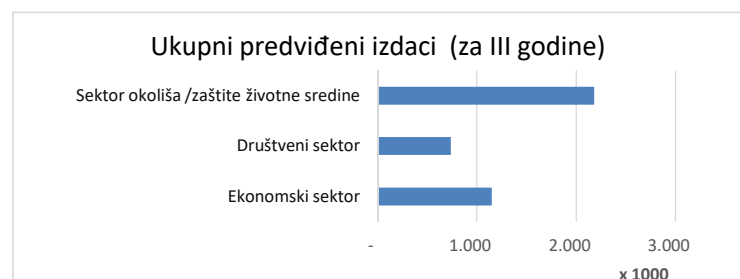 Ukupni predviđeni izdaci  (za III godine)
Sektor okoliša /zaštite životne sredine
Društveni sektor
Ekonomski sektor
- 1.000 2.000 3.000
x 1000